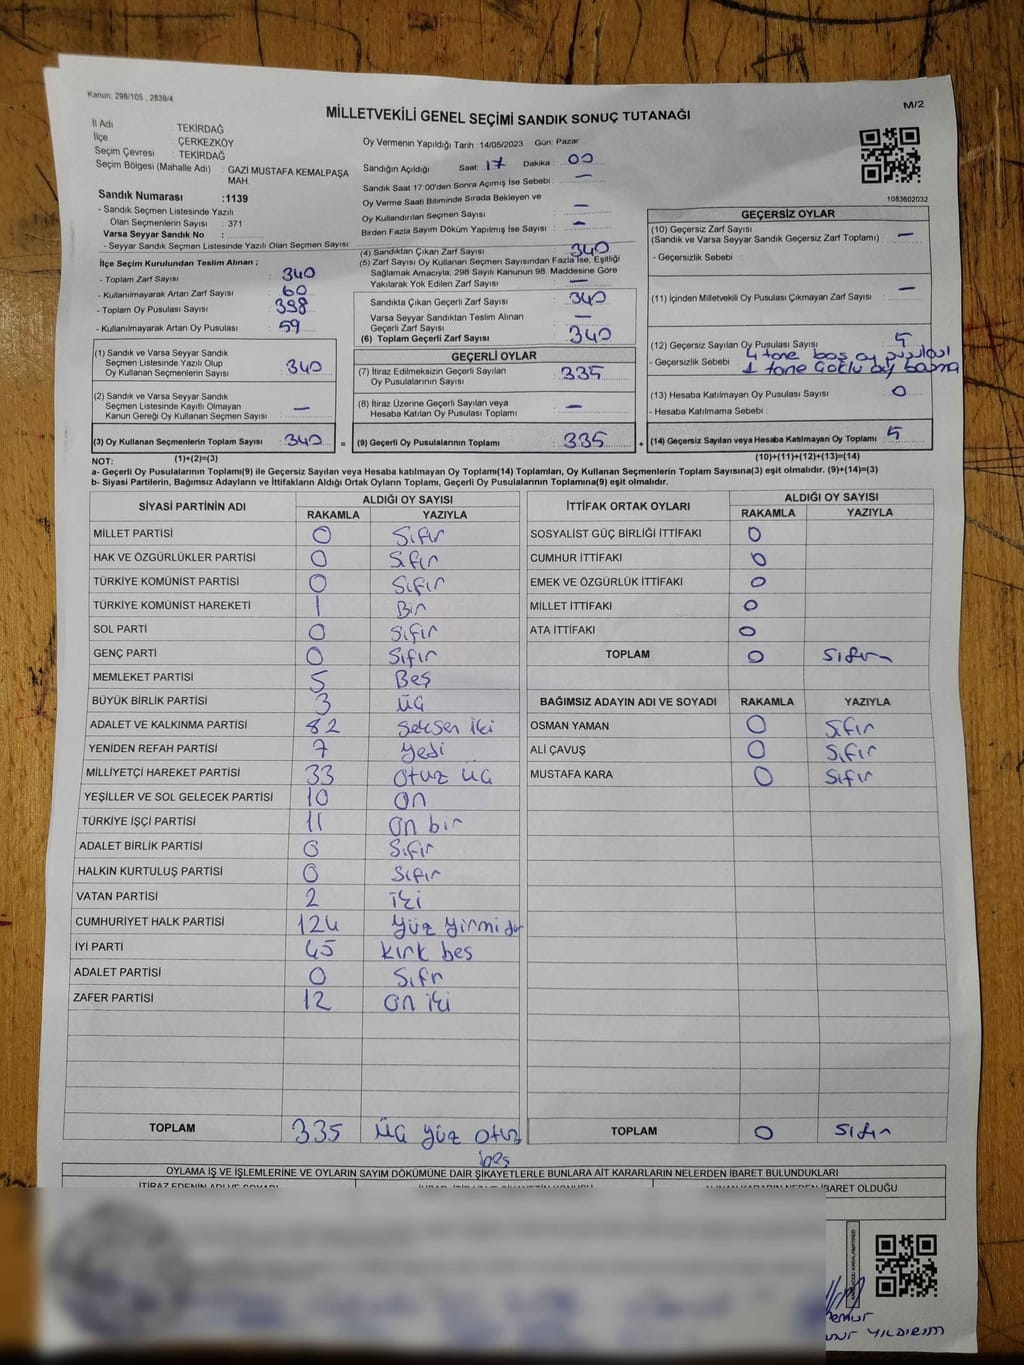 Kanun: 298/105 , 2839/4
M/2
MİLLETVEKİLİ GENEL SEÇİMİ SANDIK SONUÇ TUTANAĞI
İl Adı : TEKİRDAĞ
İlçe : ÇERKEZKÖY
Seçim Çevresi : TEKİRDAĞ
Seçim Bölgesi (Mahalle Adı) : GAZİ MUSTAFA KEMALPAŞA
MAH.
Sandık Numarası :1139
- Sandık Seçmen Listesinde Yazılı
Olan Seçmenlerin Sayısı : 371
Varsa Seyyar Sandık No :
- Seyyar Sandık Seçmen Listesinde Yazılı Olan Seçmen Sayısı:
İlçe Seçim Kurulundan Teslim Alınan ;
- Toplam Zarf Sayısı : 340
- Kullanılmayarak Artan Zarf Sayısı : 60
- Toplam Oy Pusulası : 398
- Kullanılmayarak Artan Oy Pusulası : 59
(1) Sandık ve Varsa Seyyar Sandık
Seçmen Listesinde Yazılı Olup
Oy Kullanan Seçmenlerin Sayısı : 340
(2) Sandık ve Varsa Seyyar Sandık
Seçmen Listesinde Kayıtlı Olmayan
Kanun Gereği Oy Kullanan Seçmen Sayısı : —
(3) Oy Kullanan Seçmenlerin Toplam Sayısı : 340 =
(1)+(2)=(3)
Oy Vermenin Yapıldığı Tarih : 14/05/2023 Gün: Pazar
Sandığın Açıldığı Saat: 17 Dakika : 00
Sandık Saat 17:00'den Sonra Açımış İse Sebebi : —
Oy Verme Saati Bitiminde Sırada Bekleyen ve
Oy Kullandırılan Seçmen Sayısı : —
Birden Fazla Sayım Döküm Yapılmış İse Sayısı : —
(4) Sandıktan Çıkan Zarf Sayısı : 340
(5) Zarf Sayısı Oy Kullanan Seçmen Sayısından Fazla İse, Eşitliği
Sağlamak Amacıyla; 298 Sayılı Kanunun 98. Maddesine Göre
Yakılarak Yok Edilen Zarf Sayısı : —
Sandıkta Çıkan Geçerli Zarf Sayısı : 340
Varsa Seyyar Sandıktan Teslim Alınan
Geçerli Zarf Sayısı : —
(6) Toplam Geçerli Zarf Sayısı : 340
GEÇERLİ OYLAR
(7) İtiraz Edilmeksizin Geçerli Sayılan
Oy Pusulalarının Sayısı : 335
(8) İtiraz Üzerine Geçerli Sayılan veya
Hesaba Katılan Oy Pusulası Toplamı : —
(9) Geçerli Oy Pusulalarının Toplamı : 335 +
1083602032
GEÇERSİZ OYLAR
(10) Geçersiz Zarf Sayısı
(Sandık ve Varsa Seyyar Sandık Geçersiz Zarf Toplamı) : —
- Geçersizlik Sebebi :
(11) İçinden Milletvekili Oy Pusulası Çıkmayan Zarf Sayısı : —
(12) Geçersiz Sayılan Oy Pusulası Sayısı : 5
- Geçersizlik Sebebi : 4 tane boş oy pusulası
1 tane çoklu oy basma
(13) Hesaba Katılmayan Oy Pusulası Sayısı : 0
- Hesaba Katılmama Sebebi :
(14) Geçersiz Sayılan veya Hesaba Katılmayan Oy Toplamı : 5
(10)+(11)+(12)+(13)=(14)
NOT:
a- Geçerli Oy Pusulalarının Toplamı(9) ile Geçersiz Sayılan veya Hesaba katılmayan Oy Toplamı(14) Toplamları, Oy Kullanan Seçmenlerin Toplam Sayısına(3) eşit olmalıdır. (9)+(14)=(3)
b- Siyasi Partilerin, Bağımsız Adayların ve İttifakların Aldığı Ortak Oyların Toplamı, Geçerli Oy Pusulalarının Toplamına(9) eşit olmalıdır.
SİYASİ PARTİNİN ADI ALDIĞI OY SAYISI
RAKAMLA YAZIYLA
MİLLET PARTİSİ 0 Sıfır
HAK VE ÖZGÜRLÜKLER PARTİSİ 0 Sıfır
TÜRKİYE KOMÜNİST PARTİSİ 0 Sıfır
TÜRKİYE KOMÜNİST HAREKETİ 1 Bir
SOL PARTİ 0 Sıfır
GENÇ PARTİ 0 Sıfır
MEMLEKET PARTİSİ 5 Beş
BÜYÜK BİRLİK PARTİSİ 3 üç
ADALET VE KALKINMA PARTİSİ 82 Seksen iki
YENİDEN REFAH PARTİSİ 7 yedi
MİLLİYETÇİ HAREKET PARTİSİ 33 otuz üç
YEŞİLLER VE SOL GELECEK PARTİSİ 10 on
TÜRKİYE İŞÇİ PARTİSİ 11 on bir
ADALET BİRLİK PARTİSİ 0 Sıfır
HALKIN KURTULUŞ PARTİSİ 0 Sıfır
VATAN PARTİSİ 2 iki
CUMHURİYET HALK PARTİSİ 124 yüz yirmi dör
İYİ PARTİ 45 kırk beş
ADALET PARTİSİ 0 Sıfır
ZAFER PARTİSİ 12 on iki
TOPLAM 335 üç yüz otuz
beş
İTTİFAK ORTAK OYLARI ALDIĞI OY SAYISI
RAKAMLA YAZIYLA
SOSYALİST GÜÇ BİRLİĞİ İTTİFAKI 0
CUMHUR İTTİFAKI 0
EMEK VE ÖZGÜRLÜK İTTİFAKI 0
MİLLET İTTİFAKI 0
ATA İTTİFAKI 0
TOPLAM 0 sıfır
BAĞIMSIZ ADAYIN ADI VE SOYADI RAKAMLA YAZIYLA
OSMAN YAMAN 0 Sıfır
ALİ ÇAVUŞ 0 Sıfır
MUSTAFA KARA 0 Sıfır
TOPLAM 0 Sıfır
OYLAMA İŞ VE İŞLEMLERİNE VE OYLARIN SAYIM DÖKÜMÜNE DAİR ŞİKAYETLERLE BUNLARA AİT KARARLARIN NELERDEN İBARET BULUNDUKLARI
İTİRAZ EDENİN ADI VE SOYADI
İBARET OLDUĞU
YILDIRIM